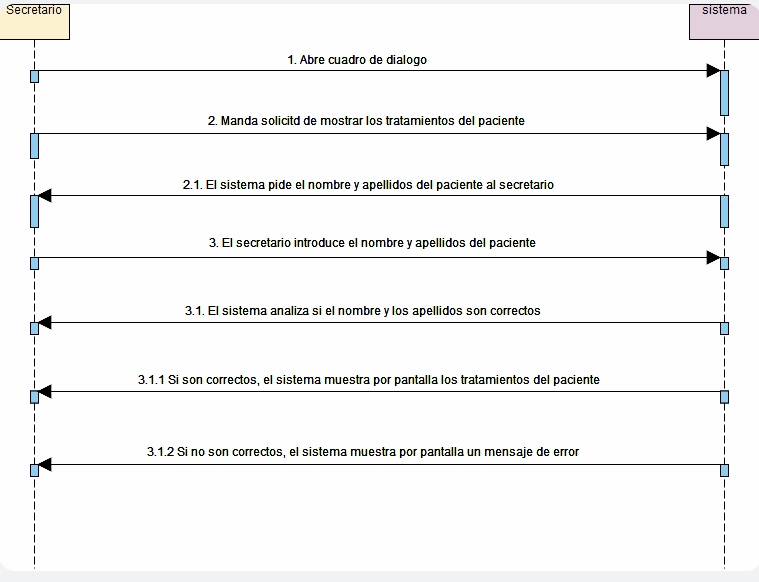 Secretario
sistema
1. Abre cuadro de dialogo
2. Manda solicitd de mostrar los tratamientos del paciente
2.1. El sistema pide el nombre y apellidos del paciente al secretario
3. El secretario introduce el nombre y apellidos del paciente
3.1. El sistema analiza si el nombre y los apellidos son correctos
3.1.1 Si son correctos, el sistema muestra por pantalla los tratamientos del paciente
3.1.2 Si no son correctos, el sistema muestra por pantalla un mensaje de error